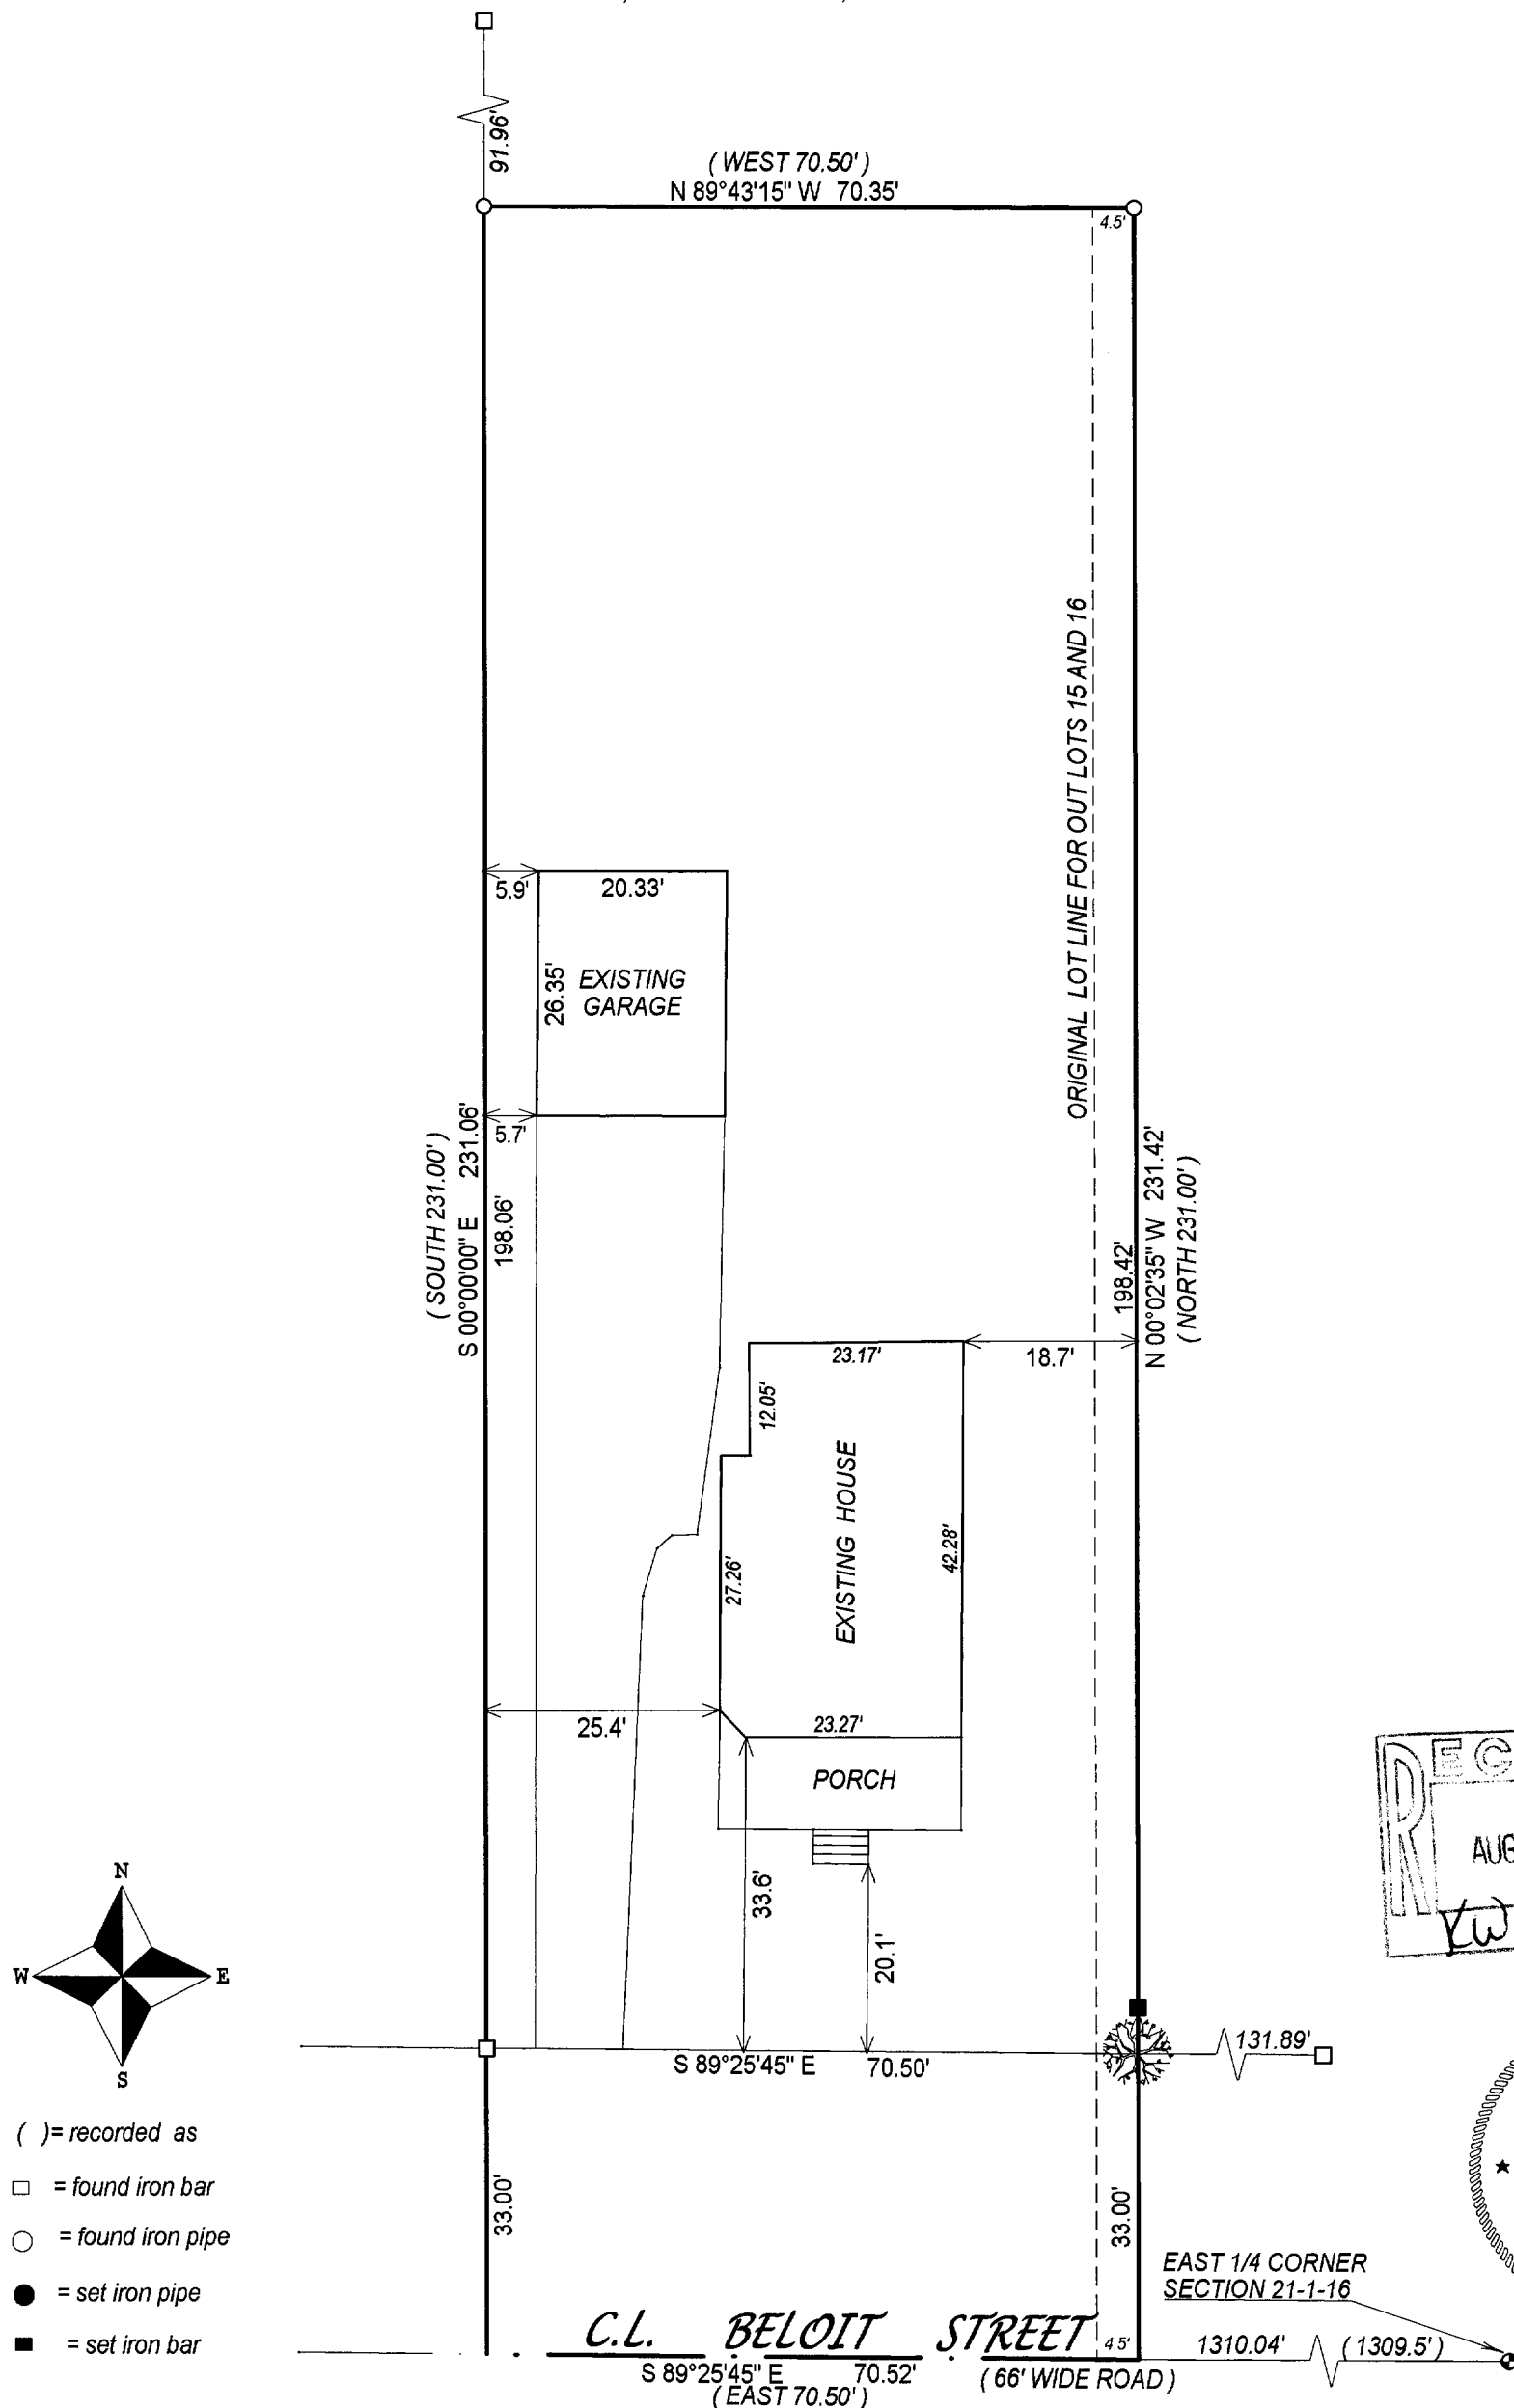 91.96'
( WEST 70.50' )
N 89°43'15" W 70.35'
4.5'
ORIGINAL LOT LINE FOR OUT LOTS 15 AND 16
5.9'
20.33'
26.35'
EXISTING
GARAGE
5.7'
( SOUTH 231.00' )
S 00°00'00" E 231.06'
198.06'
198.42'
N 00°02'35" W 231.42'
( NORTH 231.00' )
23.17'
18.7'
12.05'
EXISTING HOUSE
27.26'
42.28'
25.4'
23.27'
PORCH
33.6'
20.1'
AUG
KW
N
W
E
S
131.89'
S 89°25'45" E 70.50'
( )= recorded as
= found iron bar
= found iron pipe
= set iron pipe
= set iron bar
33.00'
33.00'
EAST 1/4 CORNER
SECTION 21-1-16
C.L. BELOIT STREET
4.5'
1310.04'
( 1309.5' )
S 89°25'45" E 70.52'
( 66' WIDE ROAD )
( EAST 70.50' )